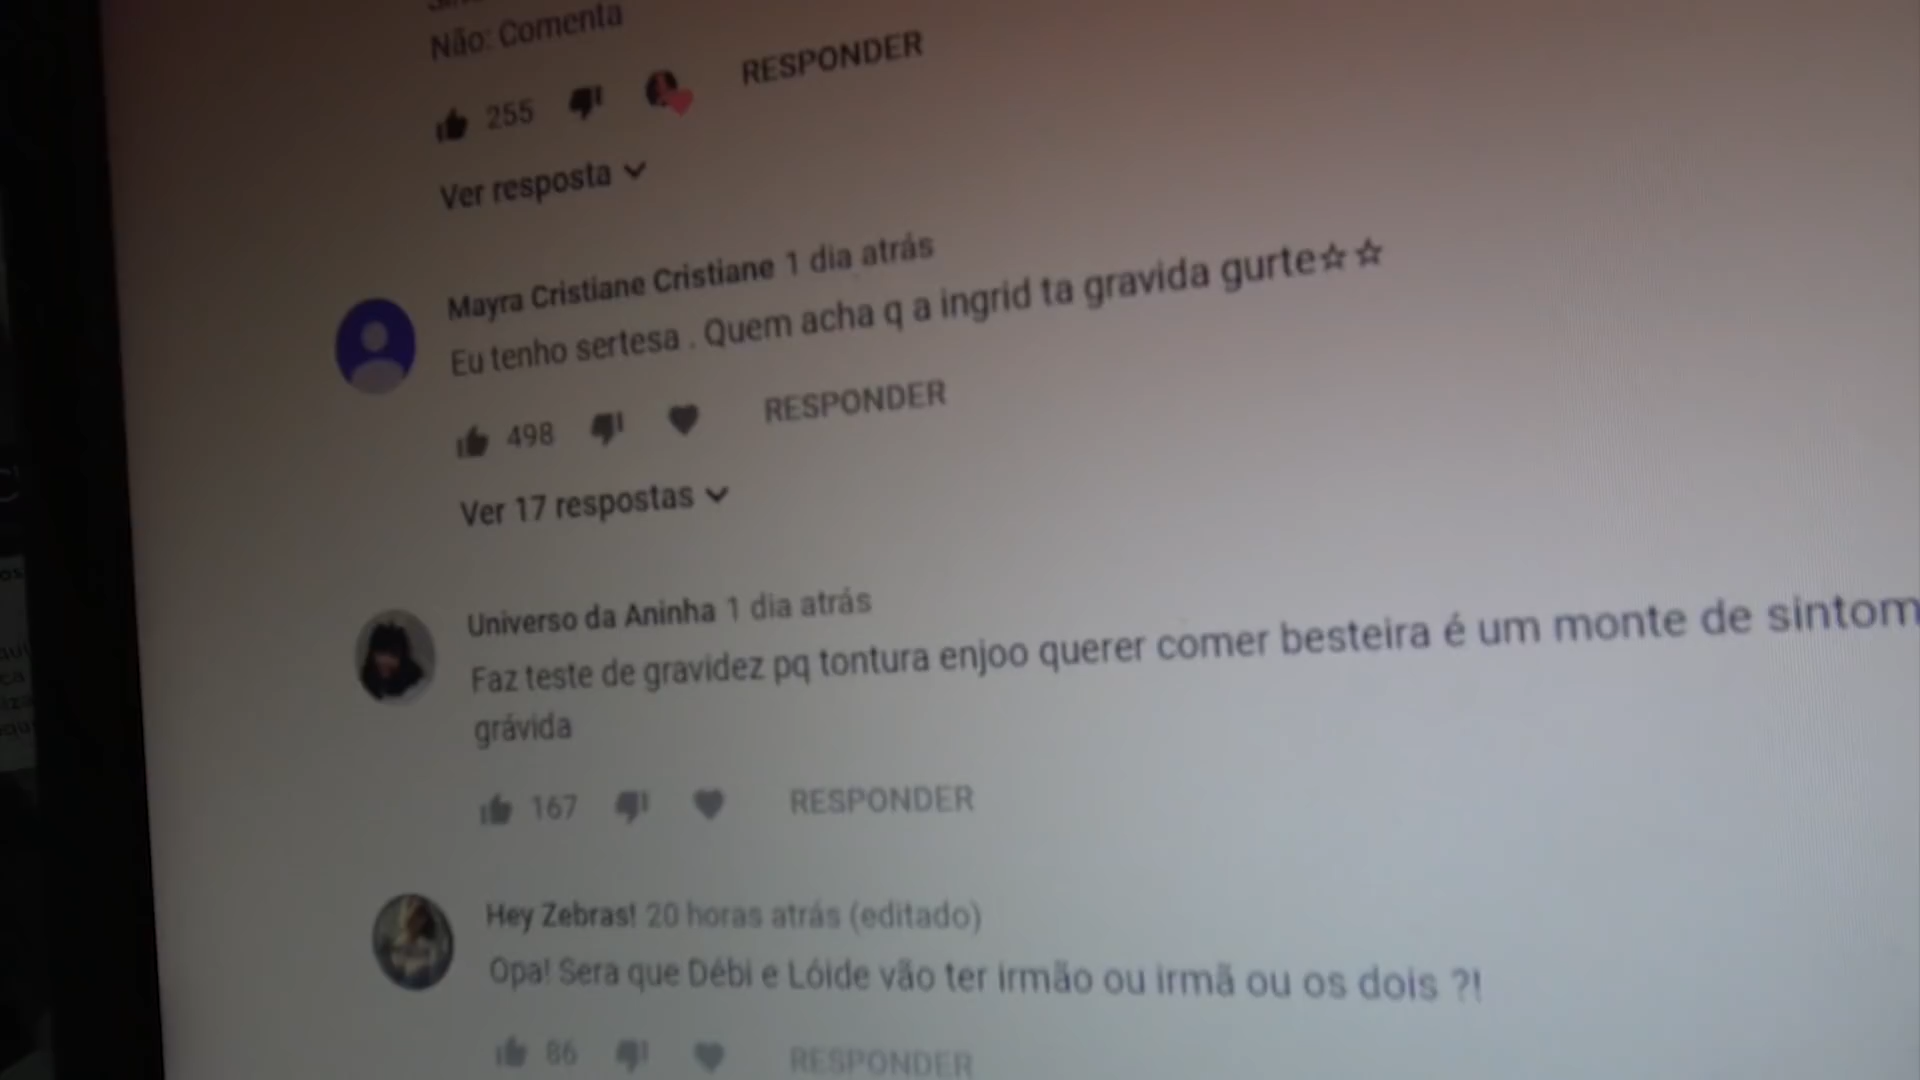 Não: Comenta
255 RESPONDER
Ver resposta
Mayra Cristiane Cristiane 1 dia atrás
Eu tenho sertesa . Quem acha q a ingrid ta gravida gurte☆☆
498 RESPONDER
Ver 17 respostas
Universo da Aninha 1 dia atrás
Faz teste de gravidez pq tontura enjoo querer comer besteira é um monte de sintom
grávida
167 RESPONDER
Hey Zebras! 20 horas atrás (editado)
Opa! Sera que Débi e Lóide vão ter irmão ou irmã ou os dois ?!
86 RESPONDER